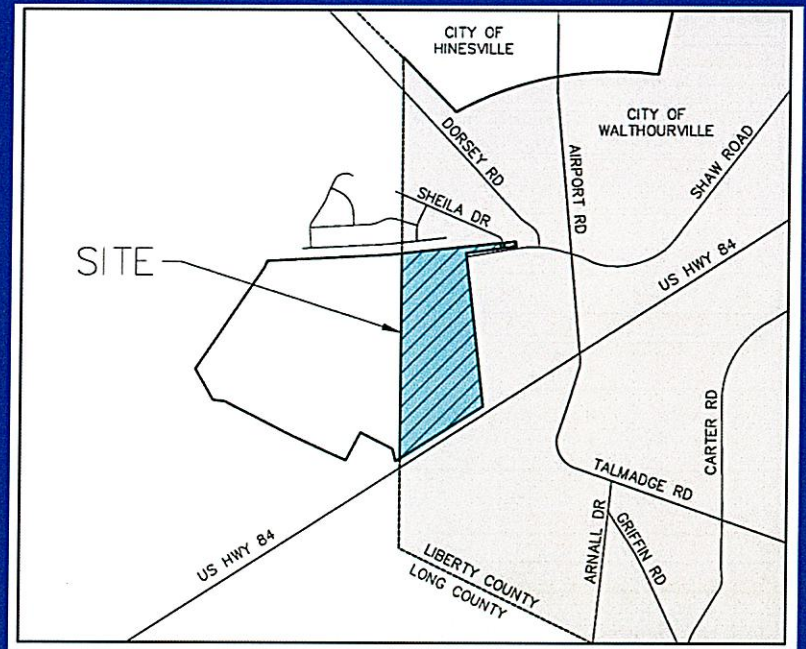 CITY OF
HINESVILLE
CITY OF
WALTHOURVILLE
DORSEY RD
AIRPORT RD
SHAW ROAD
SHEILA DR
SITE
US HWY 84
CARTER RD
TALMADGE RD
ARNALL DR
GRIFFIN RD
US HWY 84
LIBERTY COUNTY
LONG COUNTY